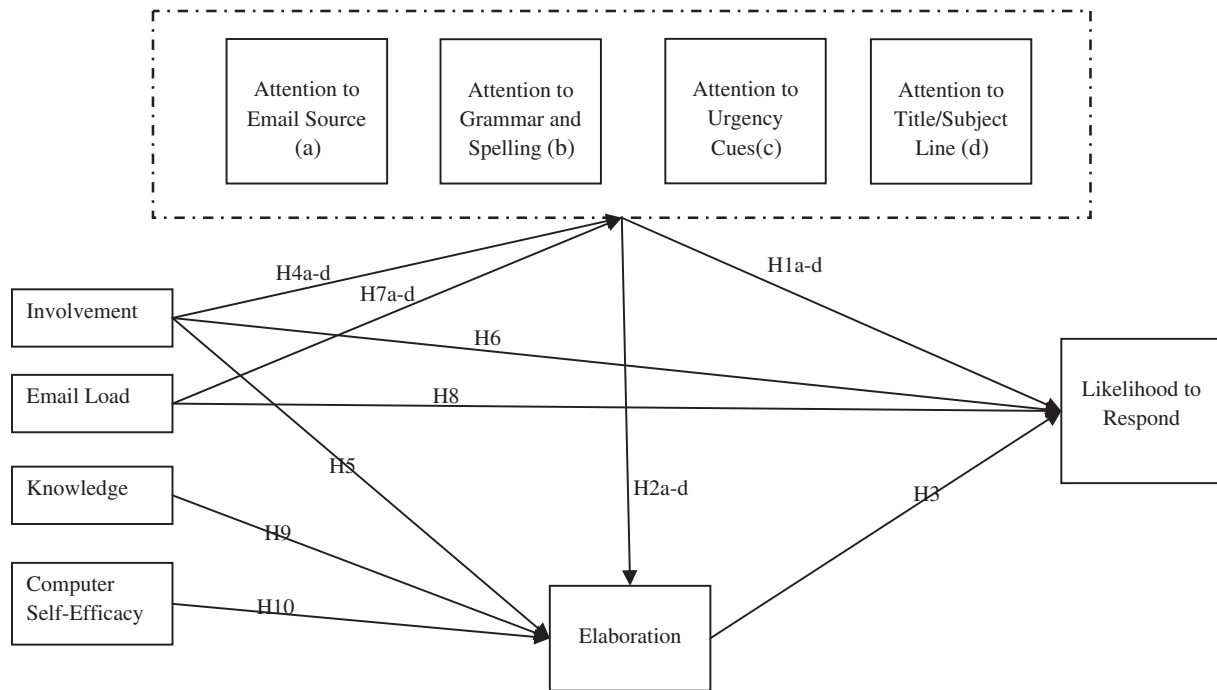 Attention to
Email Source
(a)
Attention to
Grammar and
Spelling (b)
Attention to
Urgency
Cues(c)
Attention to
Title/Subject
Line (d)
H4a-d
H7a-d
H1a-d
Involvement
H6
Email Load
H8
Likelihood to
Respond
H5
Knowledge
H2a-d
H3
H9
Computer
Self-Efficacy
H10
Elaboration